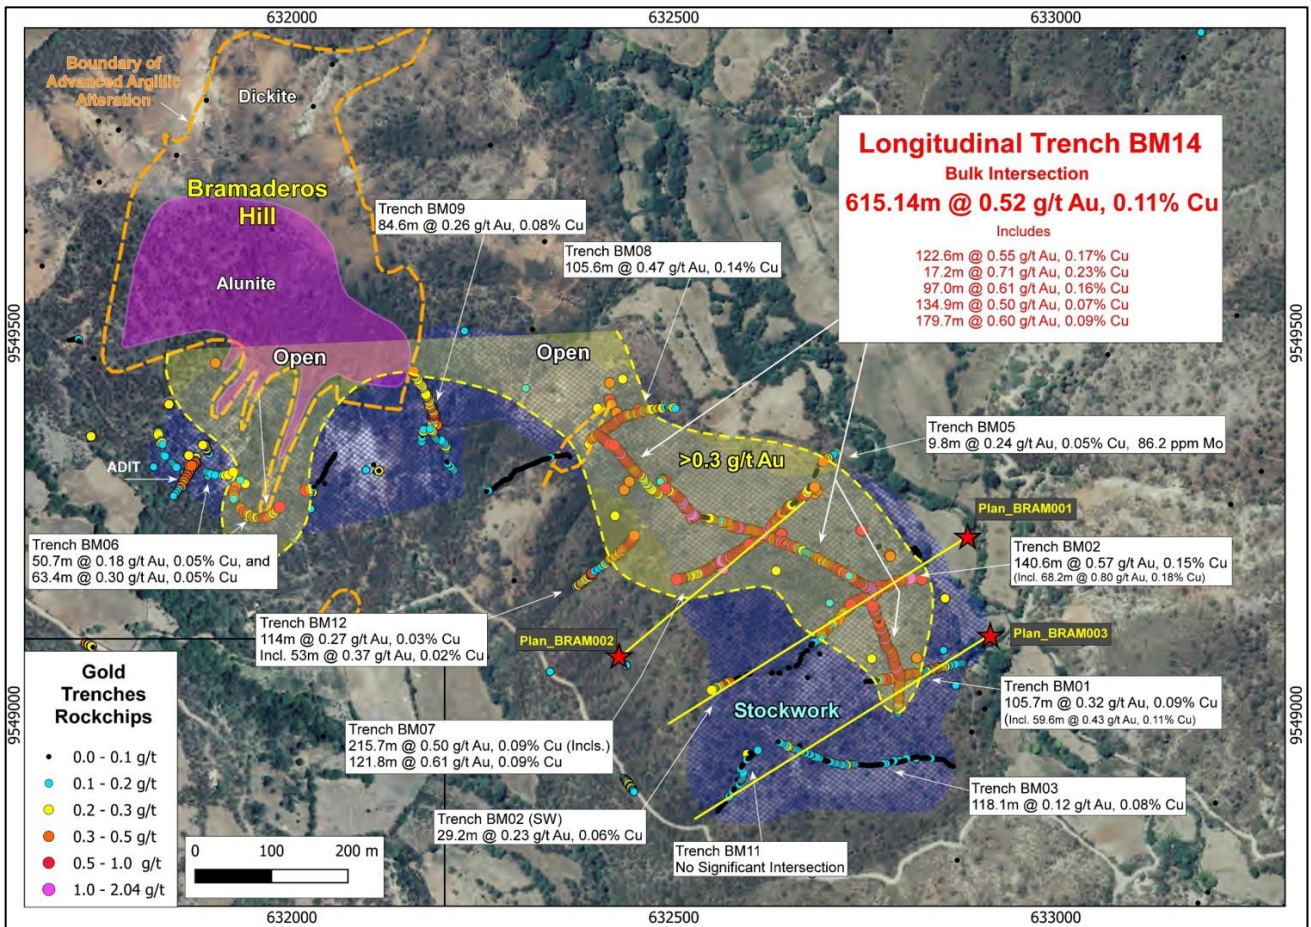 632000
632500
633000
Boundary of
Advanced Argillic
Alteration
Dickite
Bramaderos
Hill
Alunite
Longitudinal Trench BM14
Bulk Intersection
615.14m @ 0.52 g/t Au, 0.11% Cu
Includes
122.6m @ 0.55 g/t Au, 0.17% Cu
17.2m @ 0.71 g/t Au, 0.23% Cu
97.0m @ 0.61 g/t Au, 0.16% Cu
134.9m @ 0.50 g/t Au, 0.07% Cu
179.7m @ 0.60 g/t Au, 0.09% Cu
Trench BM09
84.6m @ 0.26 g/t Au, 0.08% Cu
Trench BM08
105.6m @ 0.47 g/t Au, 0.14% Cu
9549500
9549500
Open
Open
Trench BM05
9.8m @ 0.24 g/t Au, 0.05% Cu, 86.2 ppm Mo
>0.3 g/t Au
ADIT
Plan_BRAM001
Trench BM06
50.7m @ 0.18 g/t Au, 0.05% Cu, and
63.4m @ 0.30 g/t Au, 0.05% Cu
Trench BM02
140.6m @ 0.57 g/t Au, 0.15% Cu
(Incl. 68.2m @ 0.80 g/t Au, 0.18% Cu)
Trench BM12
114m @ 0.27 g/t Au, 0.03% Cu
Incl. 53m @ 0.37 g/t Au, 0.02% Cu
Plan_BRAM002
Plan_BRAM003
Trench BM01
105.7m @ 0.32 g/t Au, 0.09% Cu
(Incl. 59.6m @ 0.43 g/t Au, 0.11% Cu)
9549000
9549000
Stockwork
Trench BM07
215.7m @ 0.50 g/t Au, 0.09% Cu (Incls.)
121.8m @ 0.61 g/t Au, 0.09% Cu
Trench BM03
118.1m @ 0.12 g/t Au, 0.08% Cu
Trench BM02 (SW)
29.2m @ 0.23 g/t Au, 0.06% Cu
Trench BM11
No Significant Intersection
Gold
Trenches
Rockchips
0.0 - 0.1 g/t
0.1 - 0.2 g/t
0.2 - 0.3 g/t
0.3 - 0.5 g/t
0.5 - 1.0 g/t
1.0 - 2.04 g/t
0 100 200 m
632000
632500
633000